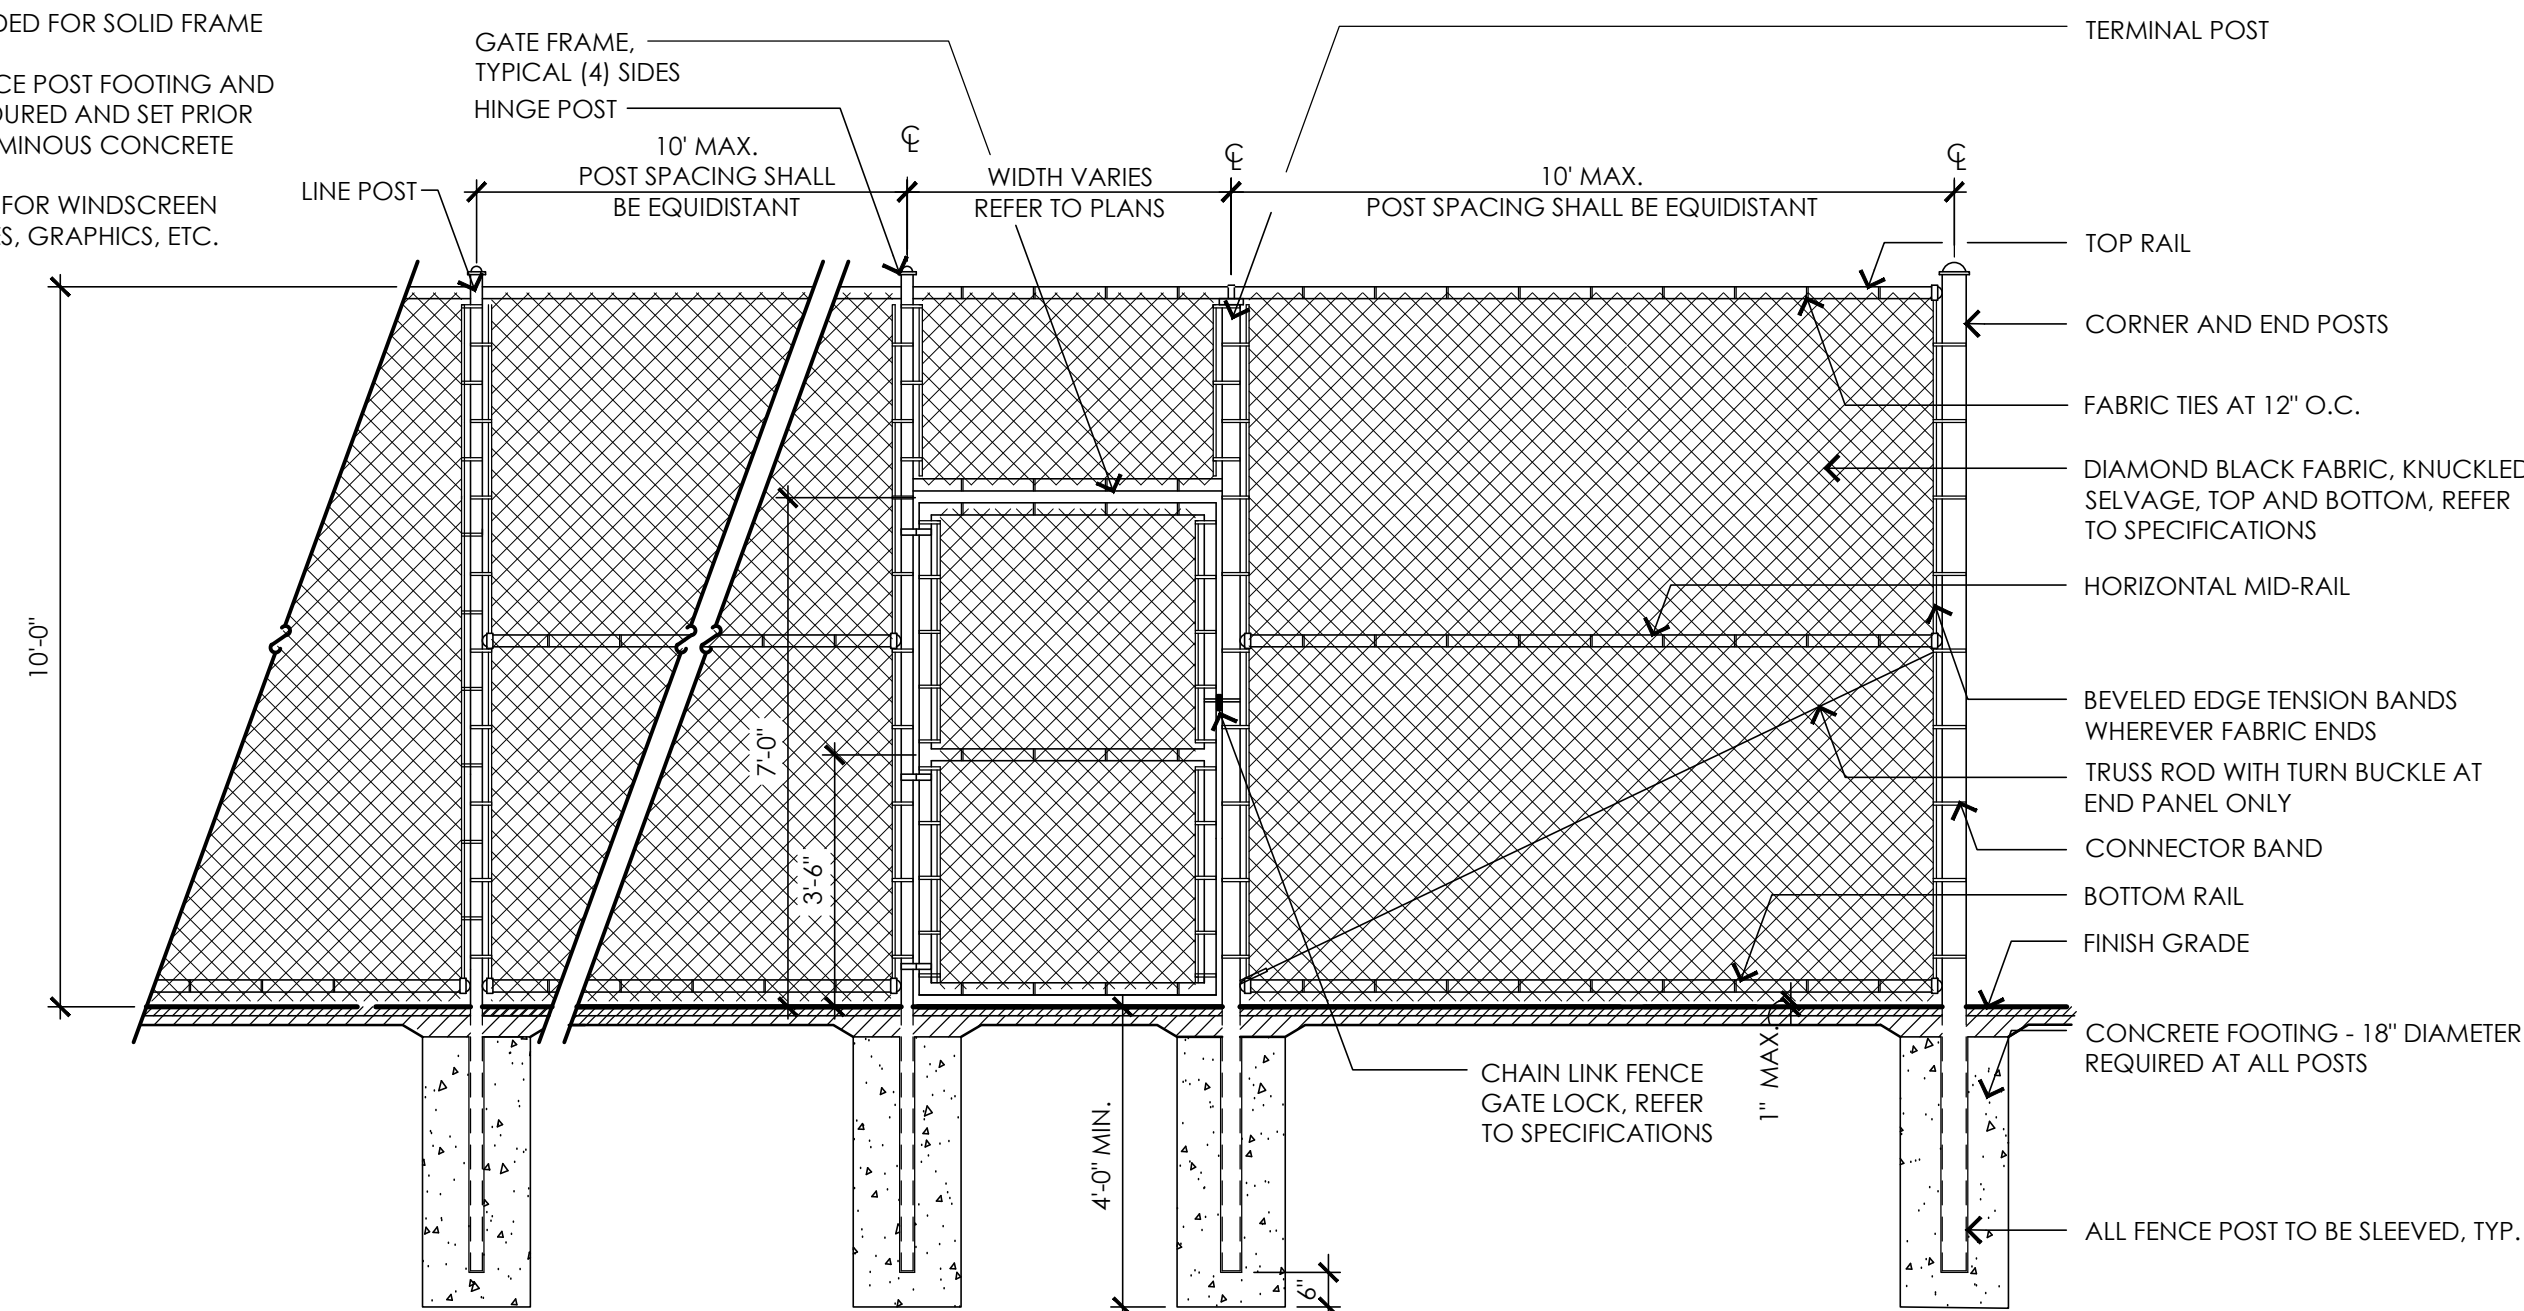 DED FOR SOLID FRAME
CE POST FOOTING AND
OURED AND SET PRIOR
MINOUS CONCRETE
FOR WINDSCREEN
ES, GRAPHICS, ETC.
GATE FRAME,
TYPICAL (4) SIDES
HINGE POST
LINE POST
10' MAX.
POST SPACING SHALL
BE EQUIDISTANT
WIDTH VARIES
REFER TO PLANS
10' MAX.
POST SPACING SHALL BE EQUIDISTANT
TERMINAL POST
TOP RAIL
CORNER AND END POSTS
FABRIC TIES AT 12" O.C.
DIAMOND BLACK FABRIC, KNUCKLED
SELVAGE, TOP AND BOTTOM, REFER
TO SPECIFICATIONS
HORIZONTAL MID-RAIL
BEVELED EDGE TENSION BANDS
WHEREVER FABRIC ENDS
TRUSS ROD WITH TURN BUCKLE AT
END PANEL ONLY
CONNECTOR BAND
BOTTOM RAIL
FINISH GRADE
CONCRETE FOOTING - 18" DIAMETER
REQUIRED AT ALL POSTS
ALL FENCE POST TO BE SLEEVED, TYP.
CHAIN LINK FENCE
GATE LOCK, REFER
TO SPECIFICATIONS
10'-0"
7'-0"
3'-6"
4'-0" MIN.
6"
1" MAX.